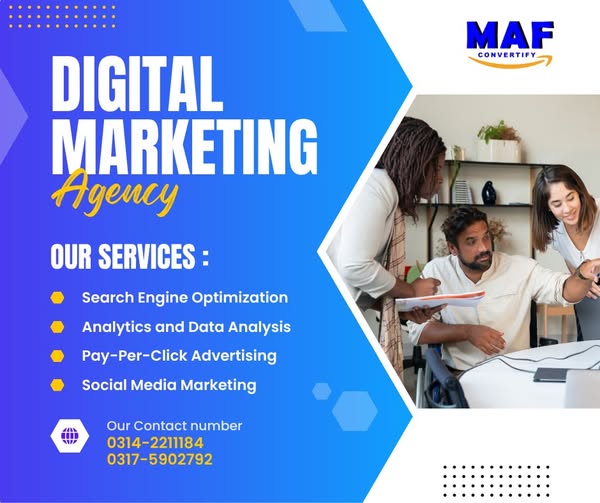 MAF
CONVERTIFY
DIGITAL
MARKETING
Agency
OUR SERVICES :
Search Engine Optimization
Analytics and Data Analysis
Pay-Per-Click Advertising
Social Media Marketing
Our Contact number
0314-2211184
0317-5902792